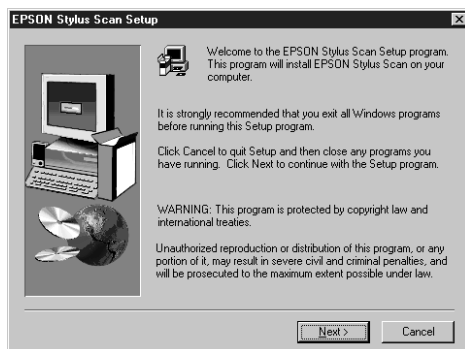 EPSON Stylus Scan Setup
Welcome to the EPSON Stylus Scan Setup program.
This program will install EPSON Stylus Scan on your
computer.
It is strongly recommended that you exit all Windows programs
before running this Setup program.
Click Cancel to quit Setup and then close any programs you
have running. Click Next to continue with the Setup program.
WARNING: This program is protected by copyright law and
international treaties.
Unauthorized reproduction or distribution of this program, or any
portion of it, may result in severe civil and criminal penalties, and
will be prosecuted to the maximum extent possible under law.
Next >
Cancel